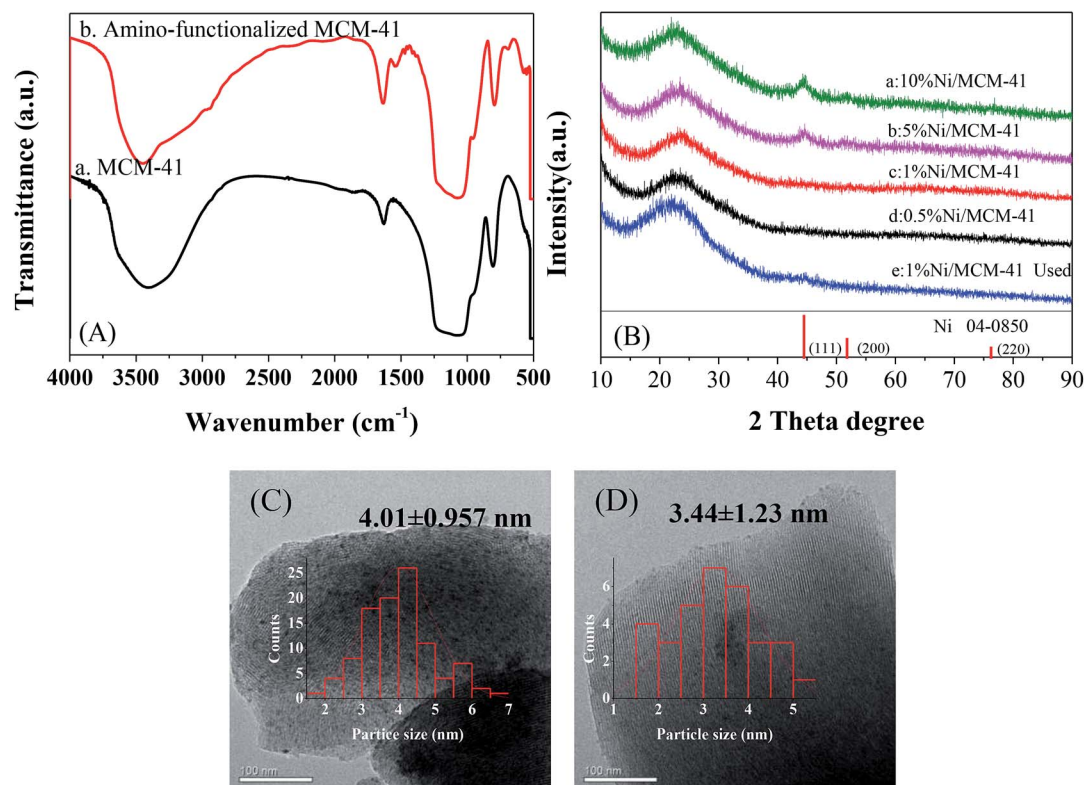 b. Amino-functionalized MCM-41
a. MCM-41
(A)
Transmittance (a.u.)
4000 3500 3000 2500 2000 1500 1000 500
Wavenumber (cm⁻¹)
a:10%Ni/MCM-41
b:5%Ni/MCM-41
c:1%Ni/MCM-41
d:0.5%Ni/MCM-41
e:1%Ni/MCM-41 Used
Ni 04-0850
(B)
(111) (200) (220)
Intensity(a.u.)
10 20 30 40 50 60 70 80 90
2 Theta degree
(C)
4.01±0.957 nm
25
20
15
10
5
0
Counts
2 3 4 5 6 7
Partice size (nm)
100 nm
(D)
3.44±1.23 nm
6
4
2
0
Counts
1 2 3 4 5
Particle size (nm)
100 nm